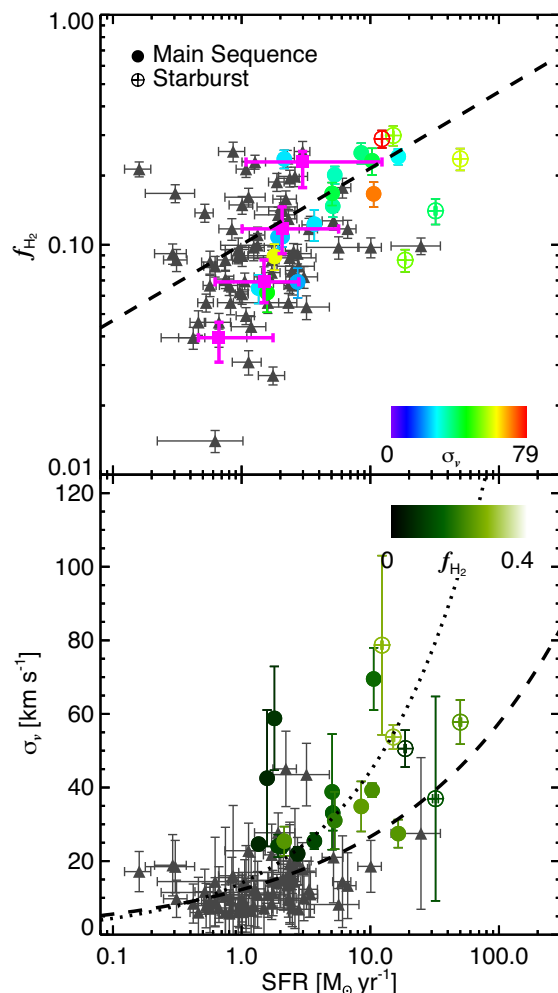 1.00
Main Sequence
Starburst
0.10
f_H₂
0 79
σ_v
0.01
120
0 0.4
f_H₂
100
80
σ_v [km s⁻¹]
60
40
20
0
0.1 1.0 10.0 100.0
SFR [M_⊙ yr⁻¹]